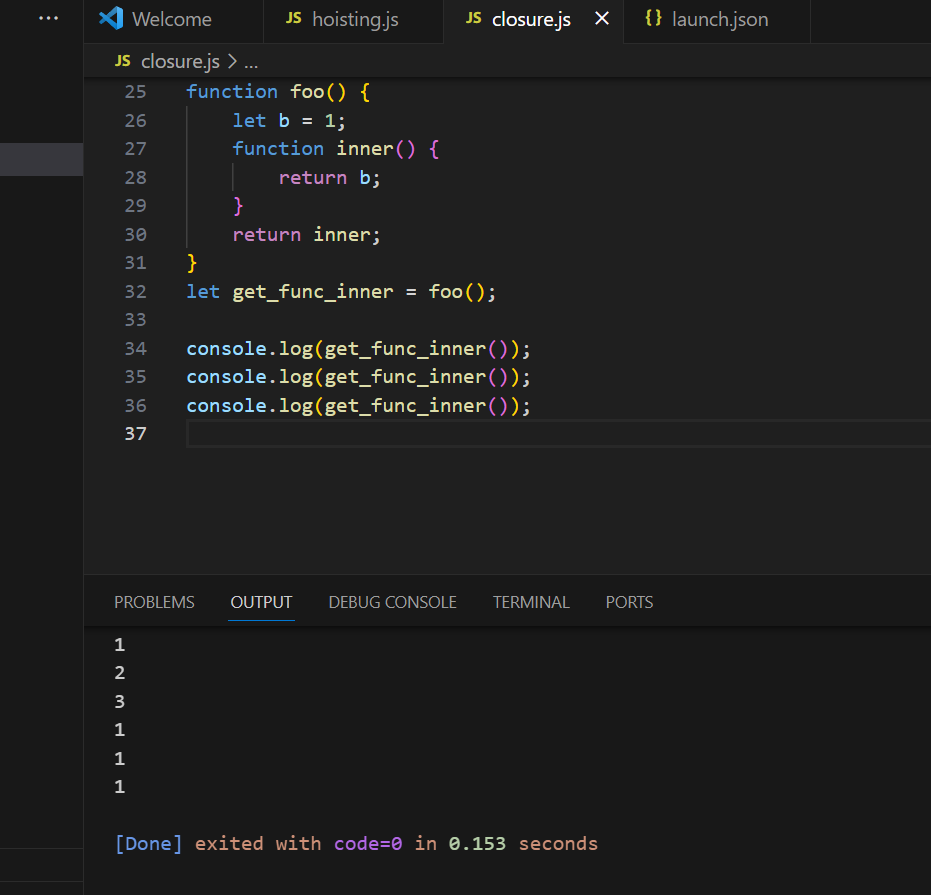 ··· Welcome JS hoisting.js JS closure.js × {} launch.json
JS closure.js > ...
25 function foo() {
26     let b = 1;
27     function inner() {
28         return b;
29     }
30     return inner;
31 }
32 let get_func_inner = foo();
33
34 console.log(get_func_inner());
35 console.log(get_func_inner());
36 console.log(get_func_inner());
37
PROBLEMS OUTPUT DEBUG CONSOLE TERMINAL PORTS
1
2
3
1
1
1
[Done] exited with code=0 in 0.153 seconds